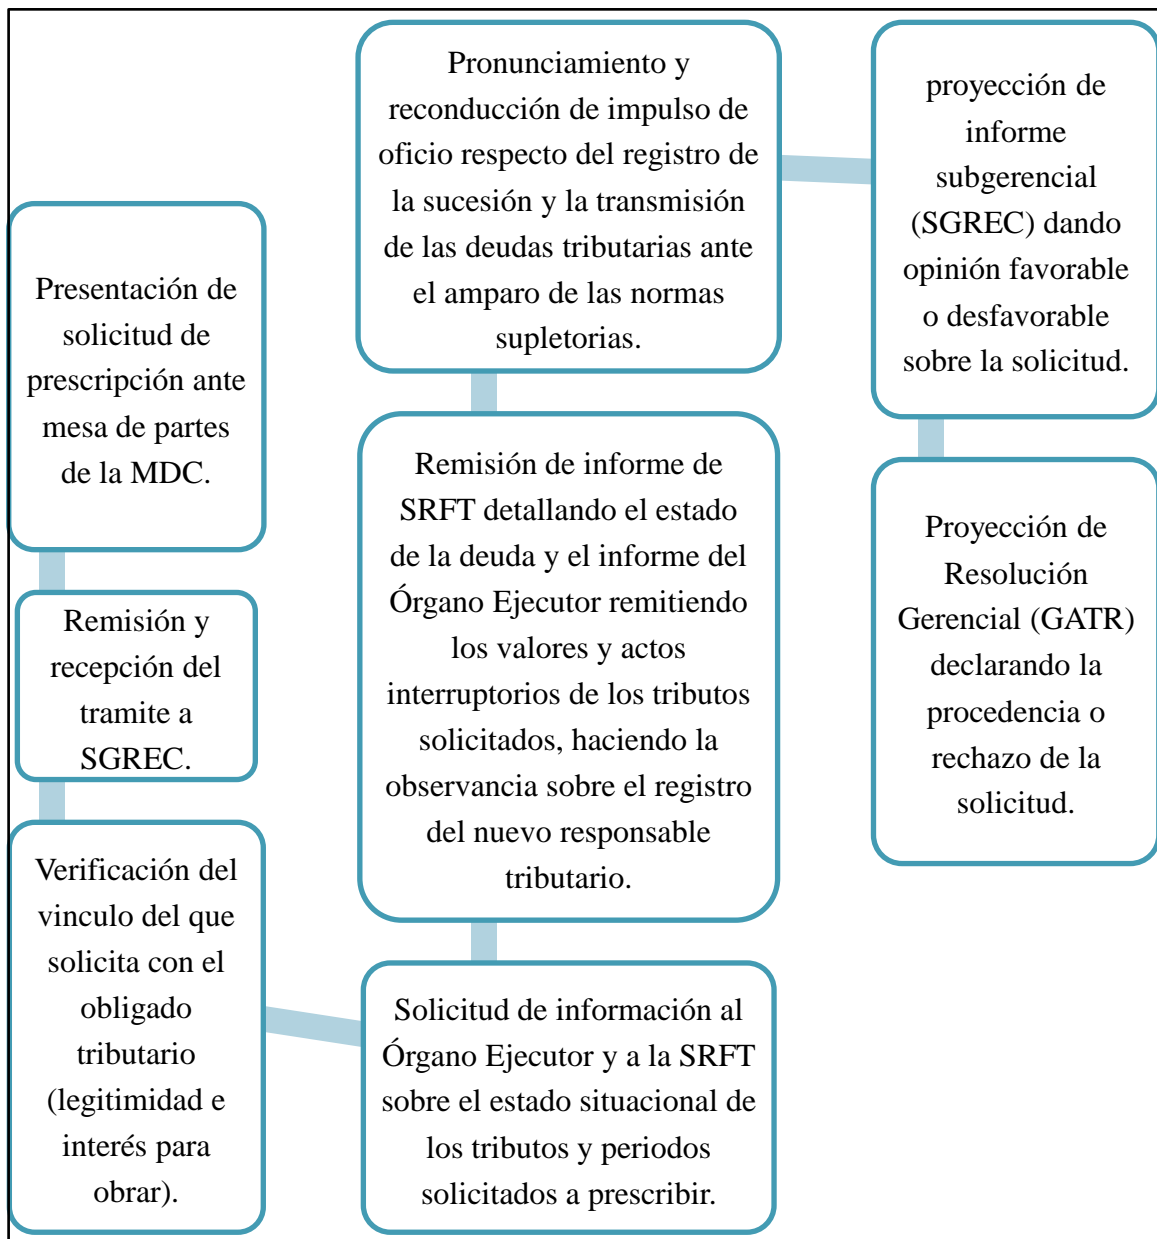 Presentación de
solicitud de
prescripción ante
mesa de partes
de la MDC.
Remisión y
recepción del
tramite a
SGREC.
Verificación del
vinculo del que
solicita con el
obligado
tributario
(legitimidad e
interés para
obrar).
Solicitud de información al
Órgano Ejecutor y a la SRFT
sobre el estado situacional de
los tributos y periodos
solicitados a prescribir.
Remisión de informe de
SRFT detallando el estado
de la deuda y el informe del
Órgano Ejecutor remitiendo
los valores y actos
interruptorios de los tributos
solicitados, haciendo la
observancia sobre el registro
del nuevo responsable
tributario.
Pronunciamiento y
reconducción de impulso de
oficio respecto del registro de
la sucesión y la transmisión
de las deudas tributarias ante
el amparo de las normas
supletorias.
proyección de
informe
subgerencial
(SGREC) dando
opinión favorable
o desfavorable
sobre la solicitud.
Proyección de
Resolución
Gerencial (GATR)
declarando la
procedencia o
rechazo de la
solicitud.